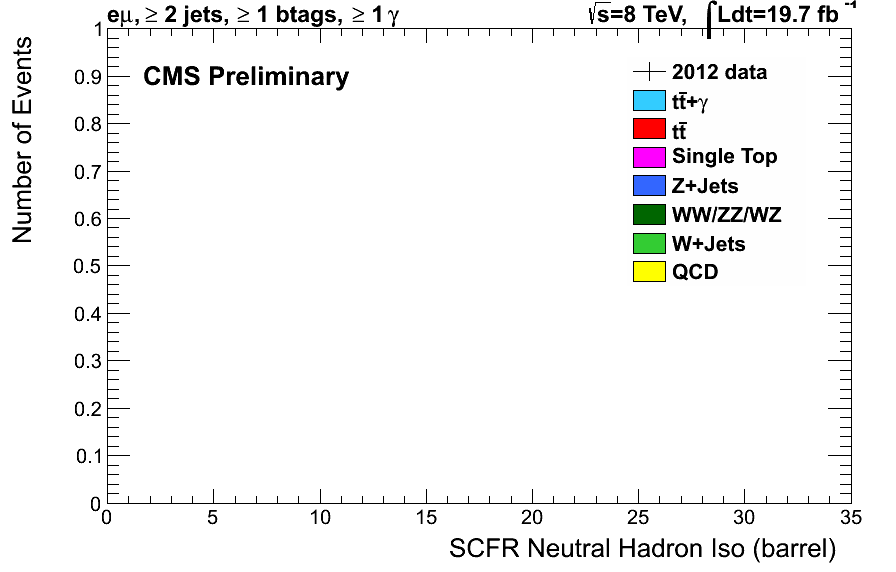 eμ, ≥ 2 jets, ≥ 1 btags, ≥ 1 γ
√s=8 TeV, ∫Ldt=19.7 fb⁻¹
CMS Preliminary
2012 data
tt̄+γ
tt̄
Single Top
Z+Jets
WW/ZZ/WZ
W+Jets
QCD
Number of Events
1
0.9
0.8
0.7
0.6
0.5
0.4
0.3
0.2
0.1
0
0 5 10 15 20 25 30 35
SCFR Neutral Hadron Iso (barrel)